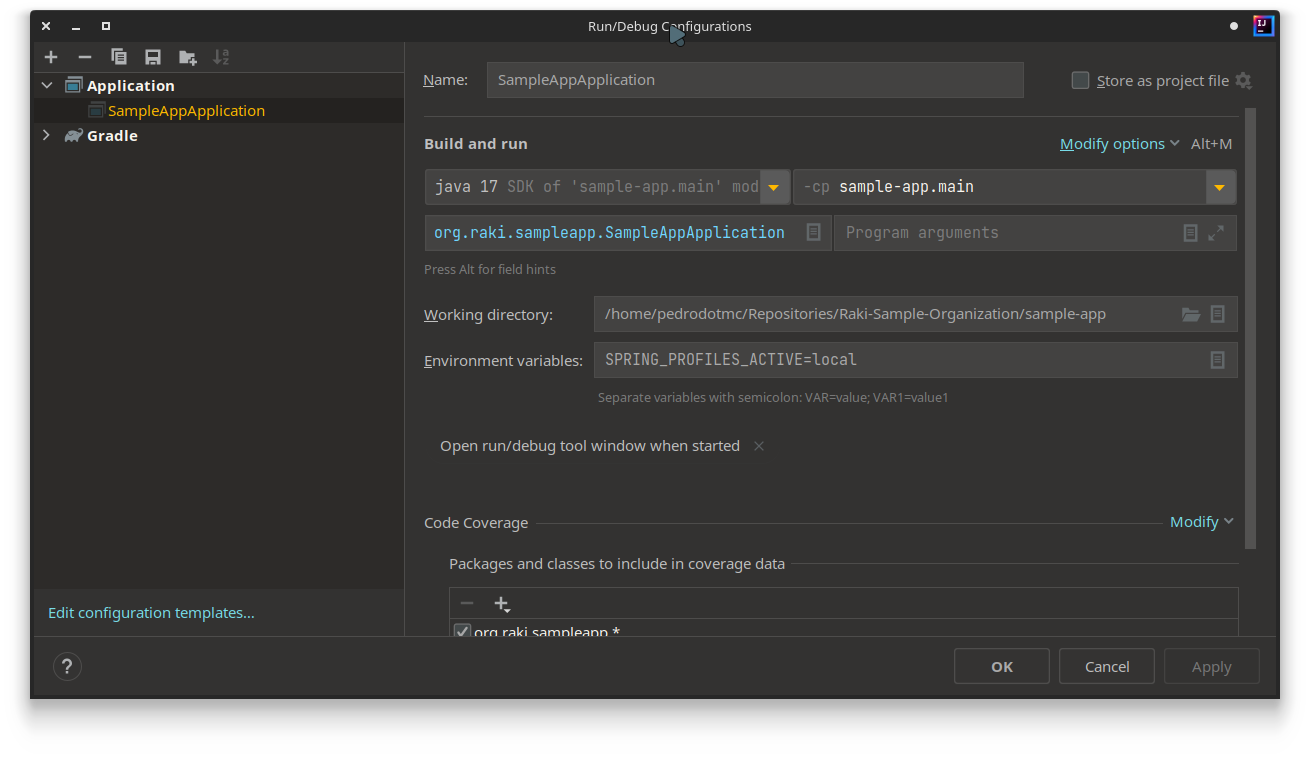 Run/Debug Configurations
Application
SampleAppApplication
Gradle
Edit configuration templates...
Name: SampleAppApplication Store as project file
Build and run Modify options Alt+M
java 17 SDK of 'sample-app.main' mod -cp sample-app.main
org.raki.sampleapp.SampleAppApplication Program arguments
Press Alt for field hints
Working directory: /home/pedrodotmc/Repositories/Raki-Sample-Organization/sample-app
Environment variables: SPRING_PROFILES_ACTIVE=local
Separate variables with semicolon: VAR=value; VAR1=value1
Open run/debug tool window when started ×
Code Coverage Modify
Packages and classes to include in coverage data
org.raki.sampleapp.*
? OK Cancel Apply